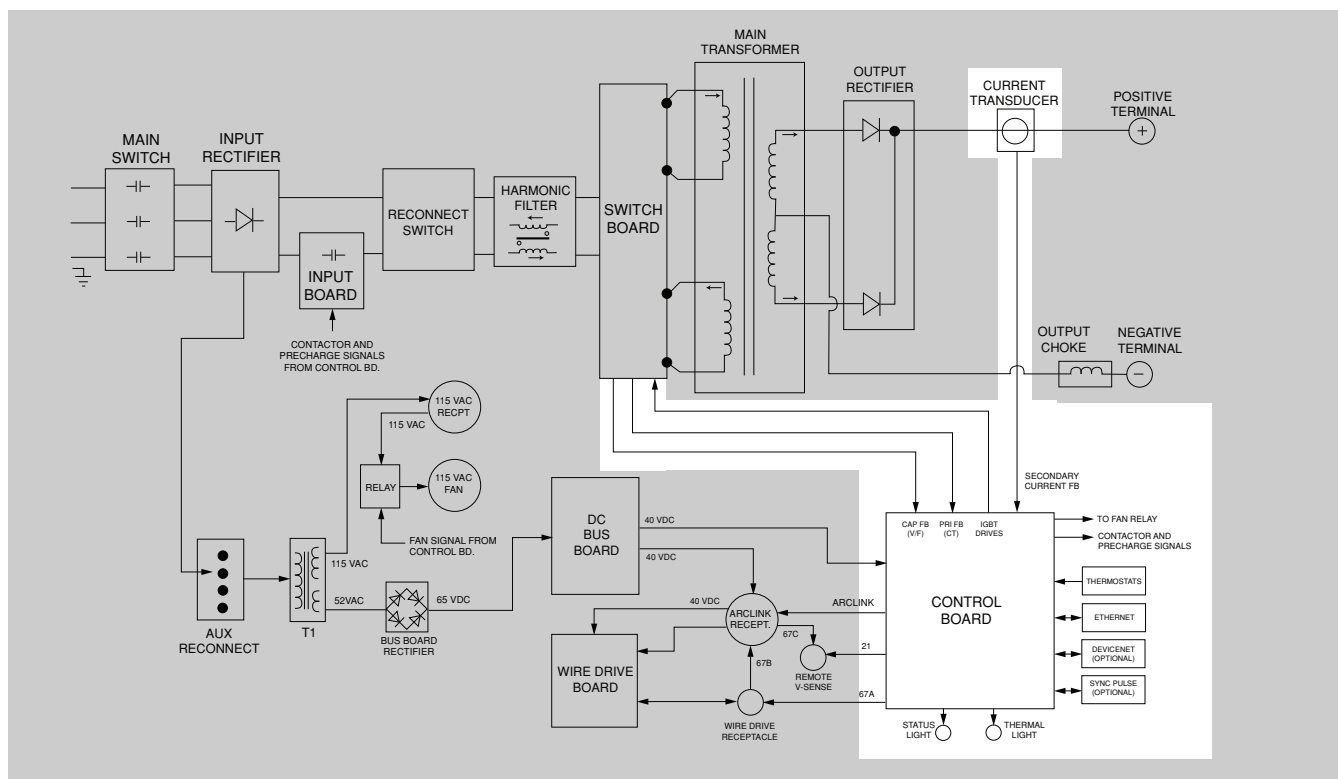 MAIN
TRANSFORMER
OUTPUT
RECTIFIER
CURRENT
TRANSDUCER
POSITIVE
TERMINAL
+
MAIN
SWITCH
INPUT
RECTIFIER
RECONNECT
SWITCH
HARMONIC
FILTER
SWITCH
BOARD
INPUT
BOARD
CONTACTOR AND
PRECHARGE SIGNALS
FROM CONTROL BD.
OUTPUT
CHOKE
NEGATIVE
TERMINAL
−
115 VAC
RECPT
115 VAC
RELAY
115 VAC
FAN
FAN SIGNAL FROM
CONTROL BD.
115 VAC
52VAC
65 VDC
AUX
RECONNECT
T1
BUS BOARD
RECTIFIER
DC
BUS
BOARD
40 VDC
40 VDC
SECONDARY
CURRENT FB
CAP FB
(V/F)
PRI FB
(CT)
IGBT
DRIVES
TO FAN RELAY
CONTACTOR AND
PRECHARGE SIGNALS
CONTROL
BOARD
THERMOSTATS
ETHERNET
DEVICENET
(OPTIONAL)
SYNC PULSE
(OPTIONAL)
40 VDC
ARCLINK
RECEPT.
ARCLINK
67C
21
67B
REMOTE
V-SENSE
67A
WIRE DRIVE
BOARD
WIRE DRIVE
RECEPTACLE
STATUS
LIGHT
THERMAL
LIGHT